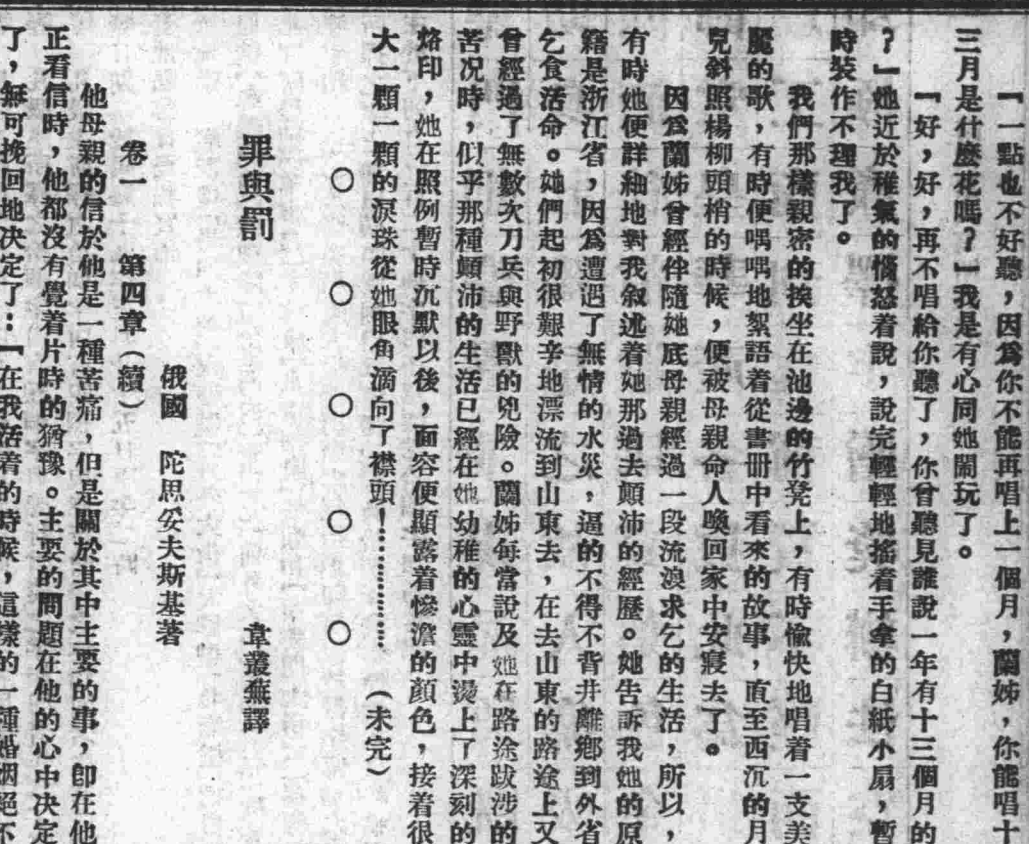 「一點也不好聽，因爲你不能再唱上一個月，蘭姊，你能唱十
三月是什麼花嗎？」我是有心同她鬧玩了。
「好，好，再不唱給你聽了，你曾聽見誰說一年有十三個月的
？」她近於稚氣的惱怒着說，說完輕輕地搖着手拿的白紙小扇，暫
時裝作不理我了。
我們那樣親密的挨坐在池邊的竹凳上，有時愉快地唱着一支美
麗的歌，有時便喁喁地絮語着從書册中看來的故事，直至西沉的月
兒斜照楊柳頭梢的時候，便被母親命人喚回家中安寢去了。
因爲蘭姊曾經伴隨她底母親經過一段流浪求乞的生活，所以，
有時她便詳細地對我敘述着她那過去顛沛的經歷。她告訴我她的原
籍是浙江省，因爲遭遇了無情的水災，逼的不得不背井離鄉到外省
乞食活命。她們起初很艱辛地漂流到山東去，在去山東的路途上又
曾經過了無數次刀兵與野獸的兇險。蘭姊每當說及她在路途跋涉的
苦况時，似乎那種顛沛的生活已經在她幼稚的心靈中燙上了深刻的
烙印，她在照例暫時沉默以後，面容便顯露着慘澹的顏色，接着很
大一顆一顆的淚珠從她眼角滴向了襟頭！…………（未完）
○　○　○　○　○
罪與罰
韋叢蕪譯
俄國　陀思妥夫斯基著
卷一　第四章（續）
他母親的信於他是一種苦痛，但是關於其中主要的事，卽在他
正看信時，他都沒有覺着片時的猶豫。主要的問題在他的心中决定
了，無可挽回地决定了：「在我活着的時候，這樣的一種婚姻絕不